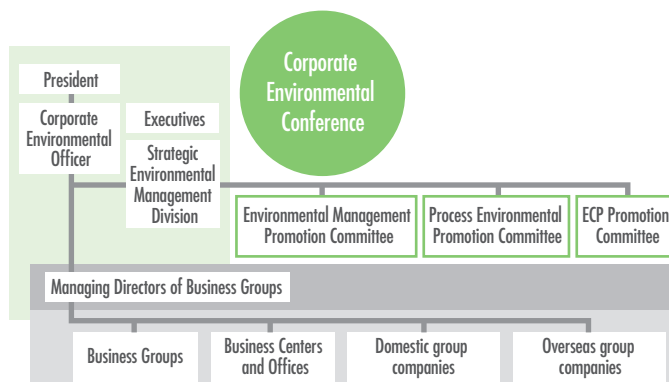 Corporate
Environmental
Conference
President
Corporate
Environmental
Officer
Executives
Strategic
Environmental
Management
Division
Environmental Management
Promotion Committee
Process Environmental
Promotion Committee
ECP Promotion
Committee
Managing Directors of Business Groups
Business Groups
Business Centers
and Offices
Domestic group
companies
Overseas group
companies